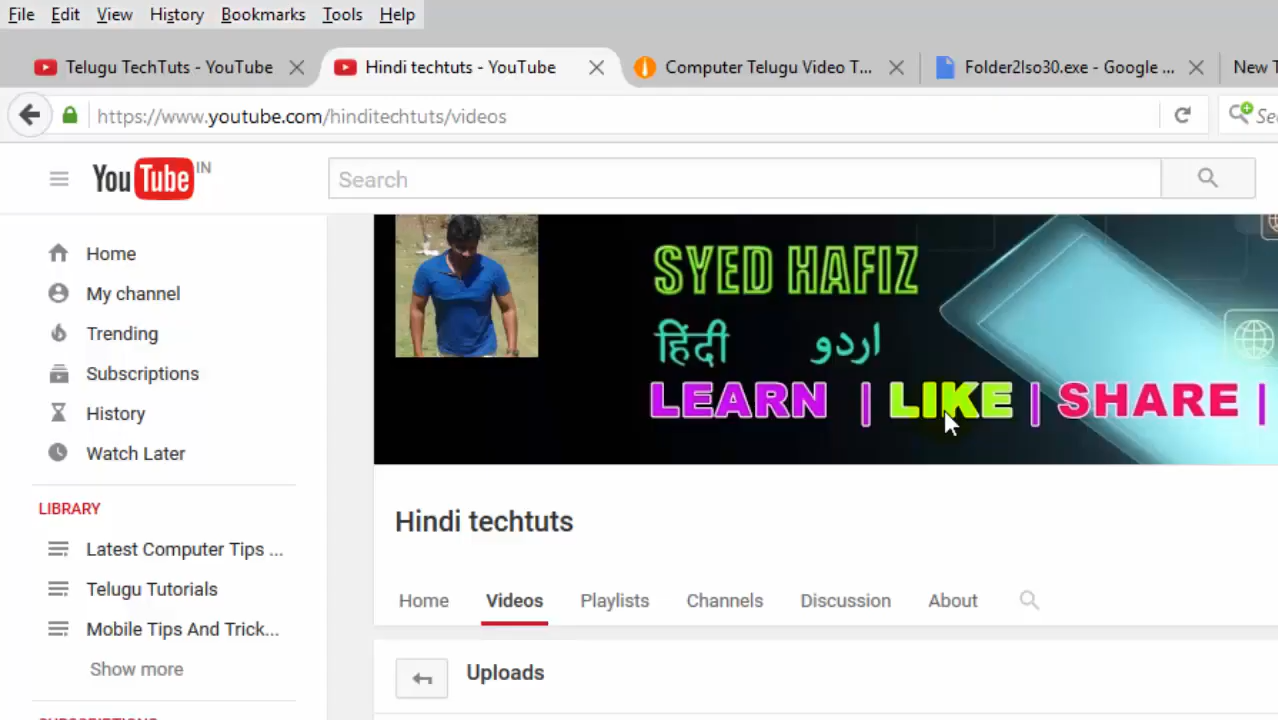 File Edit View History Bookmarks Tools Help
Telugu TechTuts - YouTube Hindi techtuts - YouTube Computer Telugu Video T... Folder2Iso30.exe - Google ... New T
https://www.youtube.com/hinditechtuts/videos Sea
YouTube IN Search
SYED HAFIZ
हिंदी اردو
LEARN | LIKE | SHARE |
Home
My channel
Trending
Subscriptions
History
Watch Later
LIBRARY
Latest Computer Tips ...
Telugu Tutorials
Mobile Tips And Trick...
Show more
Hindi techtuts
Home Videos Playlists Channels Discussion About
Uploads